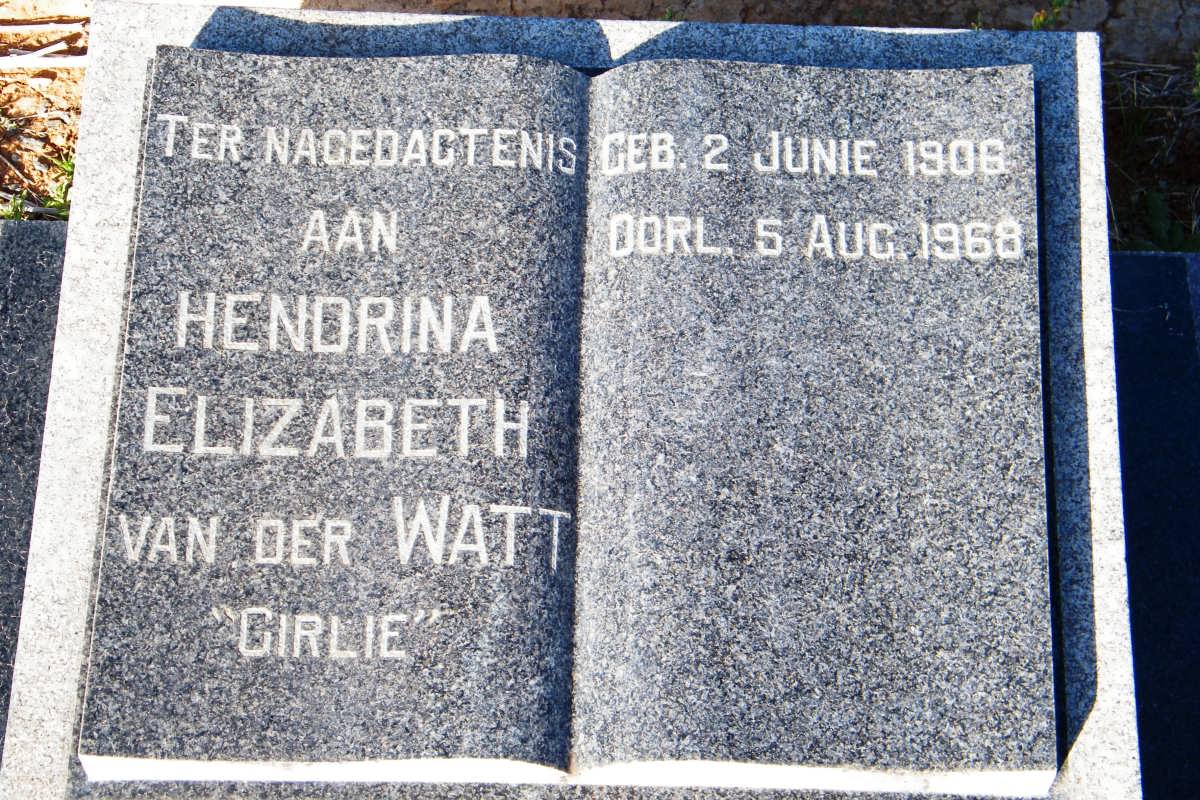 TER NAGEDAGTENIS
AAN
HENDRINA
ELIZABETH
VAN DER WATT
"GIRLIE"
GEB. 2 JUNIE 1906
OORL. 5 AUG. 1968